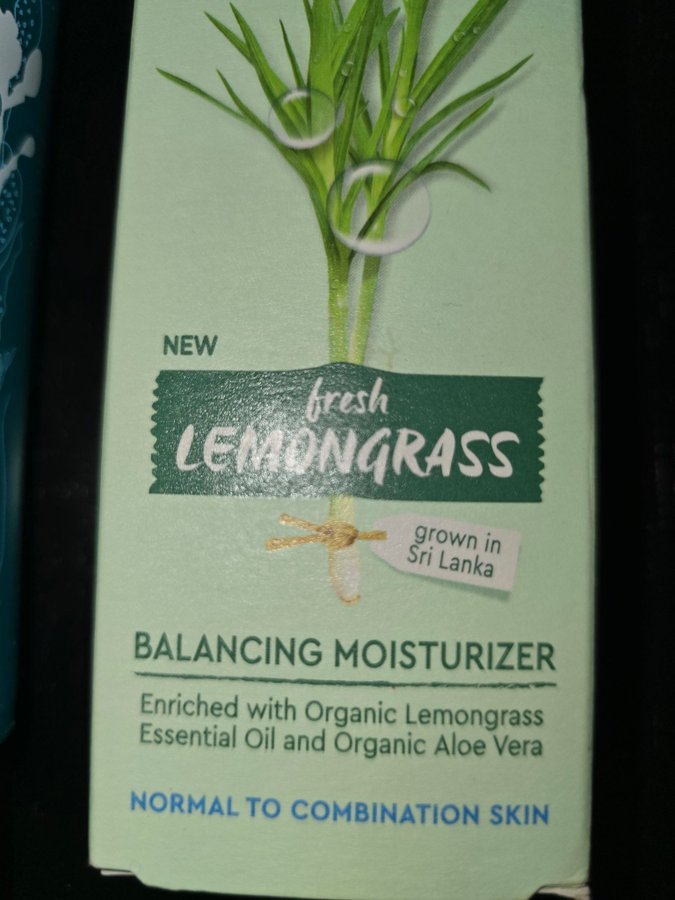 NEW
fresh
LEMONGRASS
grown in
Sri Lanka
BALANCING MOISTURIZER
Enriched with Organic Lemongrass
Essential Oil and Organic Aloe Vera
NORMAL TO COMBINATION SKIN